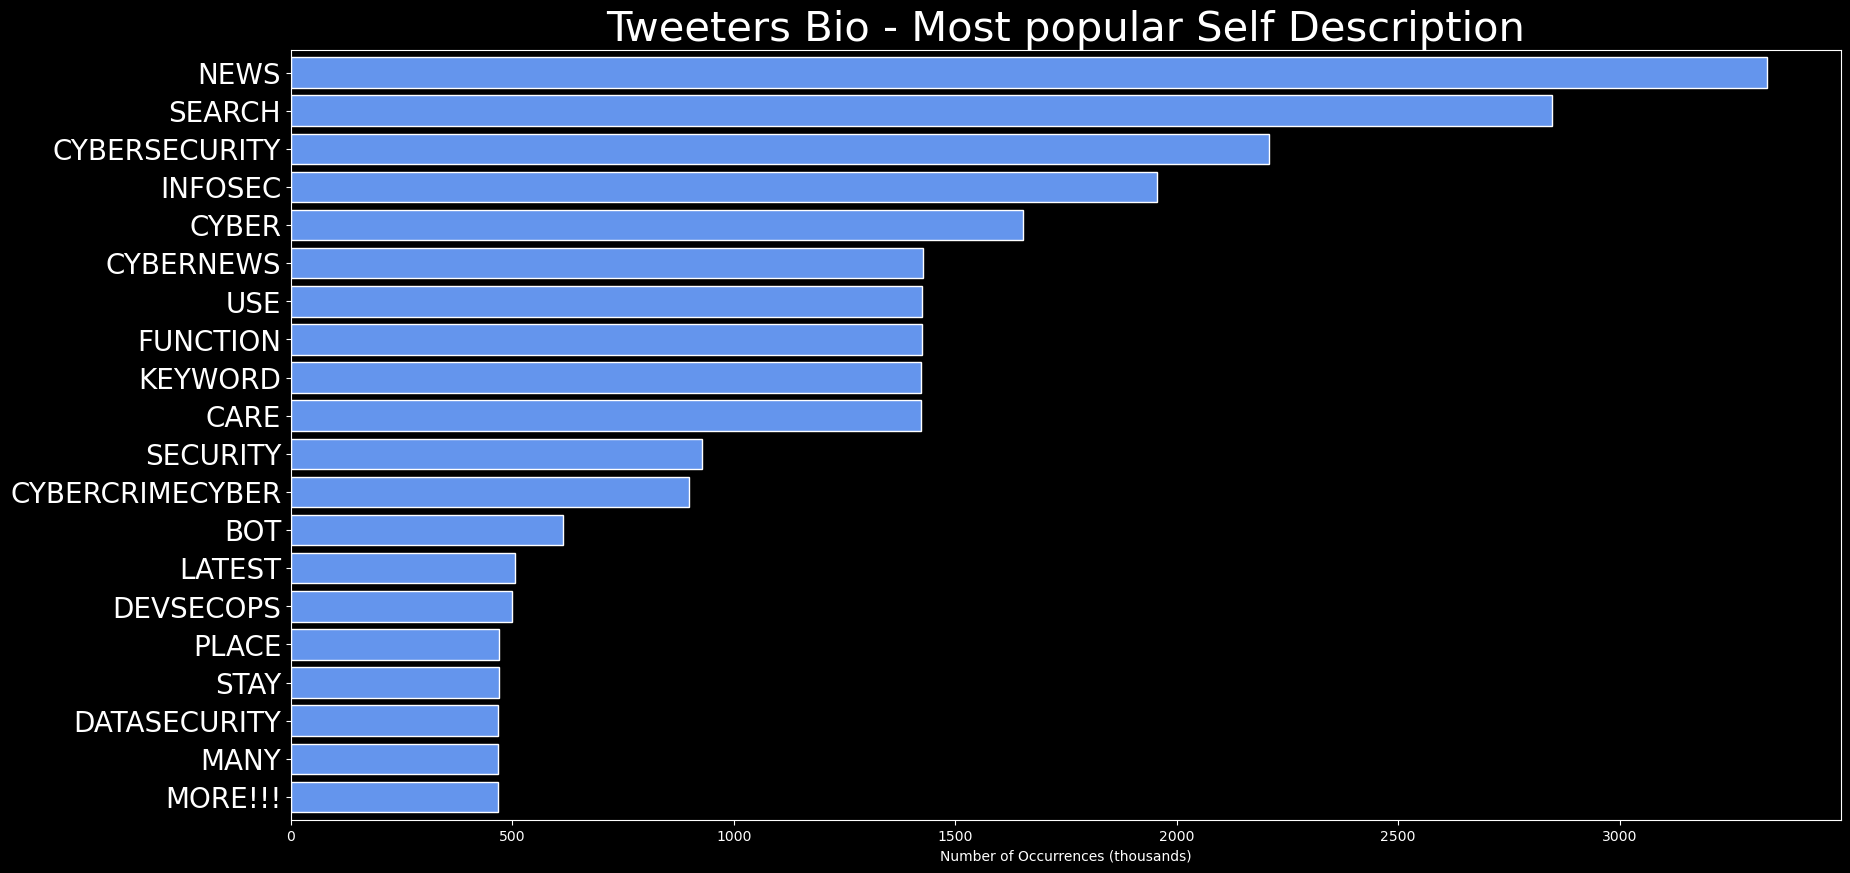 Tweeters Bio - Most popular Self Description
NEWS
SEARCH
CYBERSECURITY
INFOSEC
CYBER
CYBERNEWS
USE
FUNCTION
KEYWORD
CARE
SECURITY
CYBERCRIMECYBER
BOT
LATEST
DEVSECOPS
PLACE
STAY
DATASECURITY
MANY
MORE!!!
0 500 1000 1500 2000 2500 3000
Number of Occurrences (thousands)